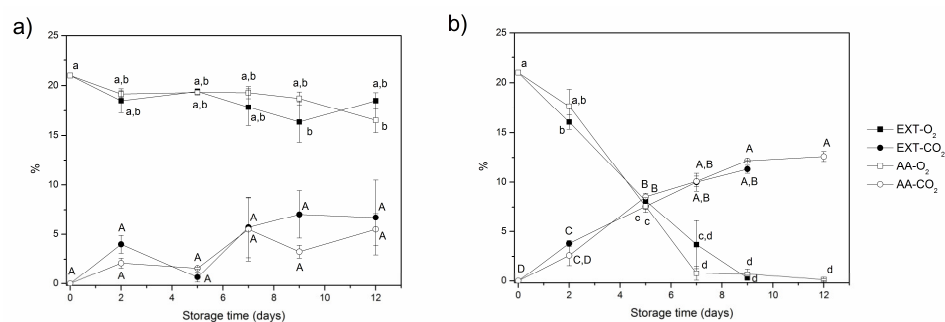 a)
25
20
15
10
5
0
%
0
2
4
6
8
10
12
Storage time (days)
a
a,b
a,b
a,b
a,b
a,b
a,b
a,b
a,b
b
b
A
A
A
A
A
A
A
A
A
A
A
b)
25
20
15
10
5
0
%
0
2
4
6
8
10
12
Storage time (days)
a
a,b
b
c
c
c,d
d
d
d
d
D
C
C,D
B
B
A,B
A,B
A
A,B
A
EXT-O₂
EXT-CO₂
AA-O₂
AA-CO₂